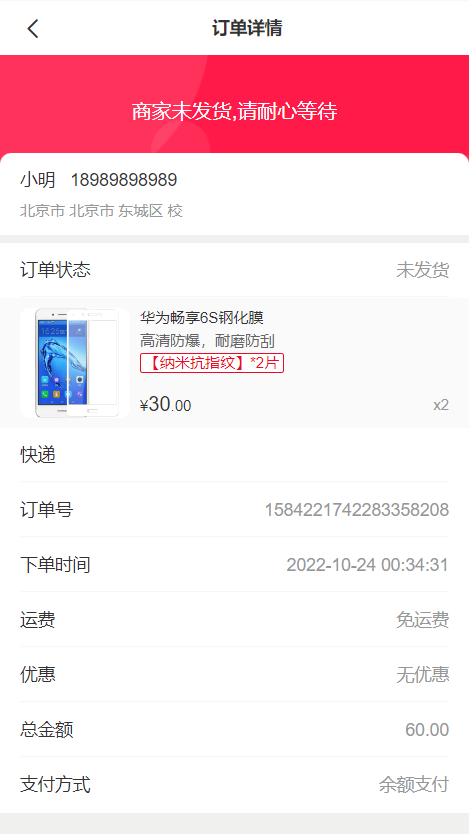 订单详情
商家未发货,请耐心等待
小明 18989898989
北京市 北京市 东城区 校
订单状态 未发货
华为畅享6S钢化膜
高清防爆，耐磨防刮
【纳米抗指纹】*2片
¥30.00 x2
快递
订单号 1584221742283358208
下单时间 2022-10-24 00:34:31
运费 免运费
优惠 无优惠
总金额 60.00
支付方式 余额支付